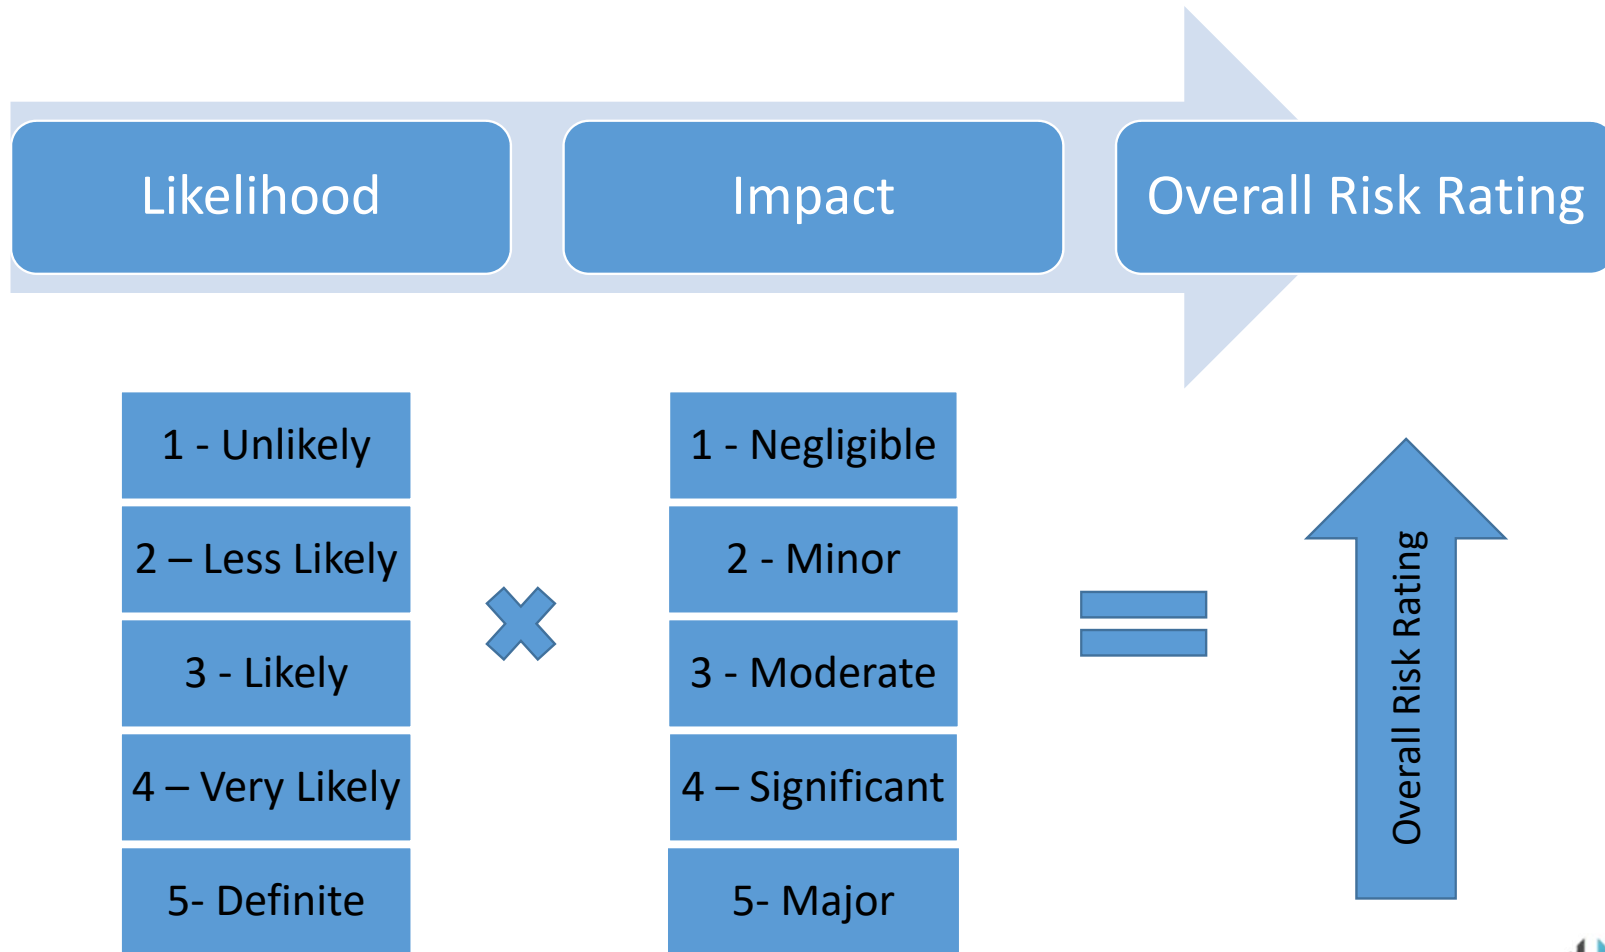 Likelihood
Impact
Overall Risk Rating
1 - Unlikely
2 – Less Likely
3 - Likely
4 – Very Likely
5- Definite
1 - Negligible
2 - Minor
3 - Moderate
4 – Significant
5- Major
Overall Risk Rating